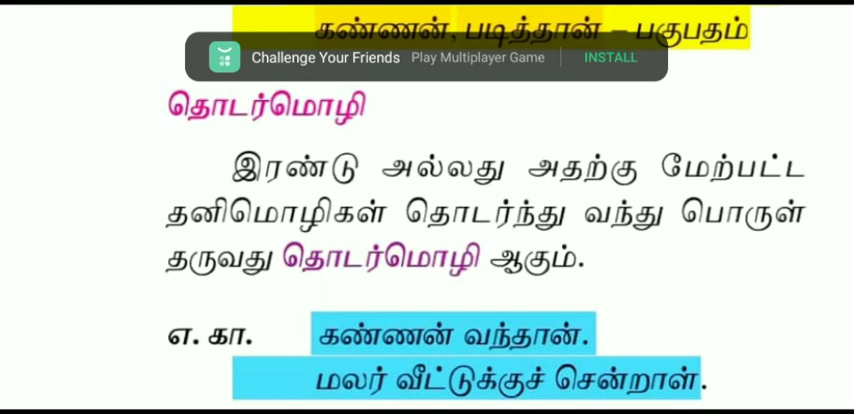 கண்ணன், படித்தான் – பகுபதம்
Challenge Your Friends Play Multiplayer Game INSTALL
தொடர்மொழி
இரண்டு அல்லது அதற்கு மேற்பட்ட
தனிமொழிகள் தொடர்ந்து வந்து பொருள்
தருவது தொடர்மொழி ஆகும்.
எ. கா. கண்ணன் வந்தான்.
மலர் வீட்டுக்குச் சென்றாள்.